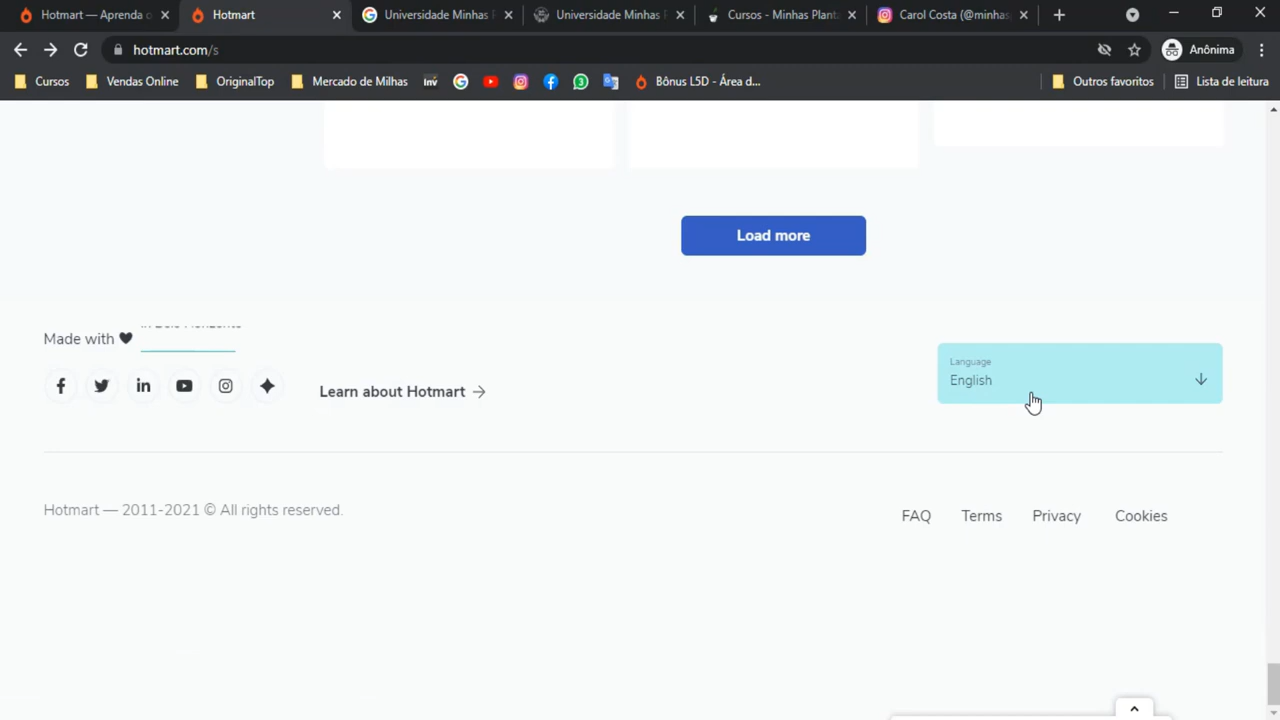 Hotmart — Aprenda o
Hotmart
Universidade Minhas
Universidade Minhas
Cursos - Minhas Planta
Carol Costa (@minhas
hotmart.com/s
Anônima
Cursos
Vendas Online
OriginalTop
Mercado de Milhas
inv
Bônus L5D - Área d...
Outros favoritos
Lista de leitura
Load more
Made with
Language
English
Learn about Hotmart
Hotmart — 2011-2021 © All rights reserved.
FAQ
Terms
Privacy
Cookies